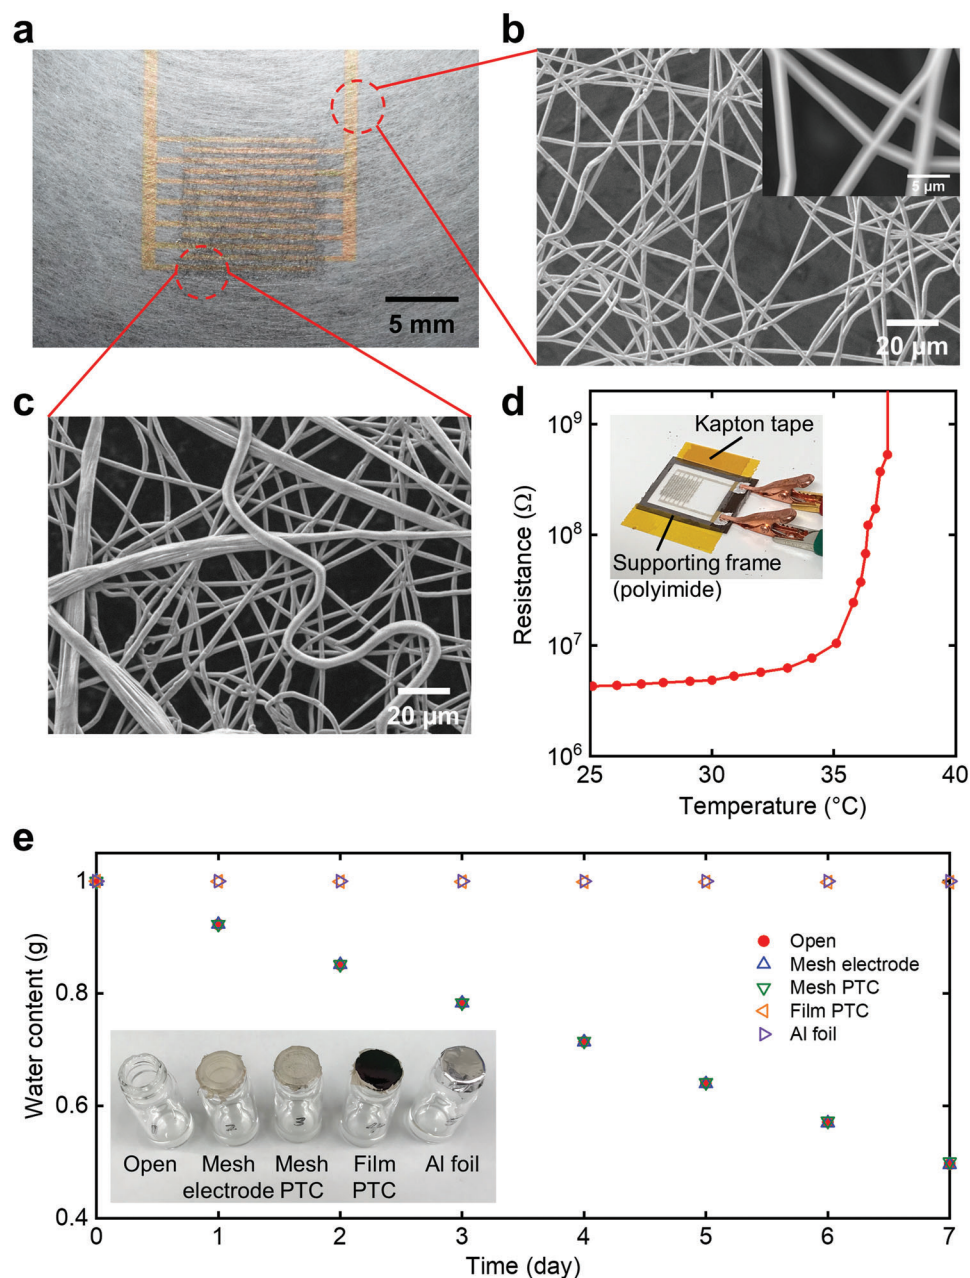 a
5 mm
b
5 µm
20 µm
c
20 µm
d
Resistance (Ω)
10⁹
10⁸
10⁷
10⁶
Kapton tape
Supporting frame
(polyimide)
25
30
35
40
Temperature (°C)
e
Water content (g)
1
0.8
0.6
0.4
Open
Mesh electrode
Mesh PTC
Film PTC
Al foil
Open
Mesh
electrode
Mesh
PTC
Film
PTC
Al foil
0
1
2
3
4
5
6
7
Time (day)